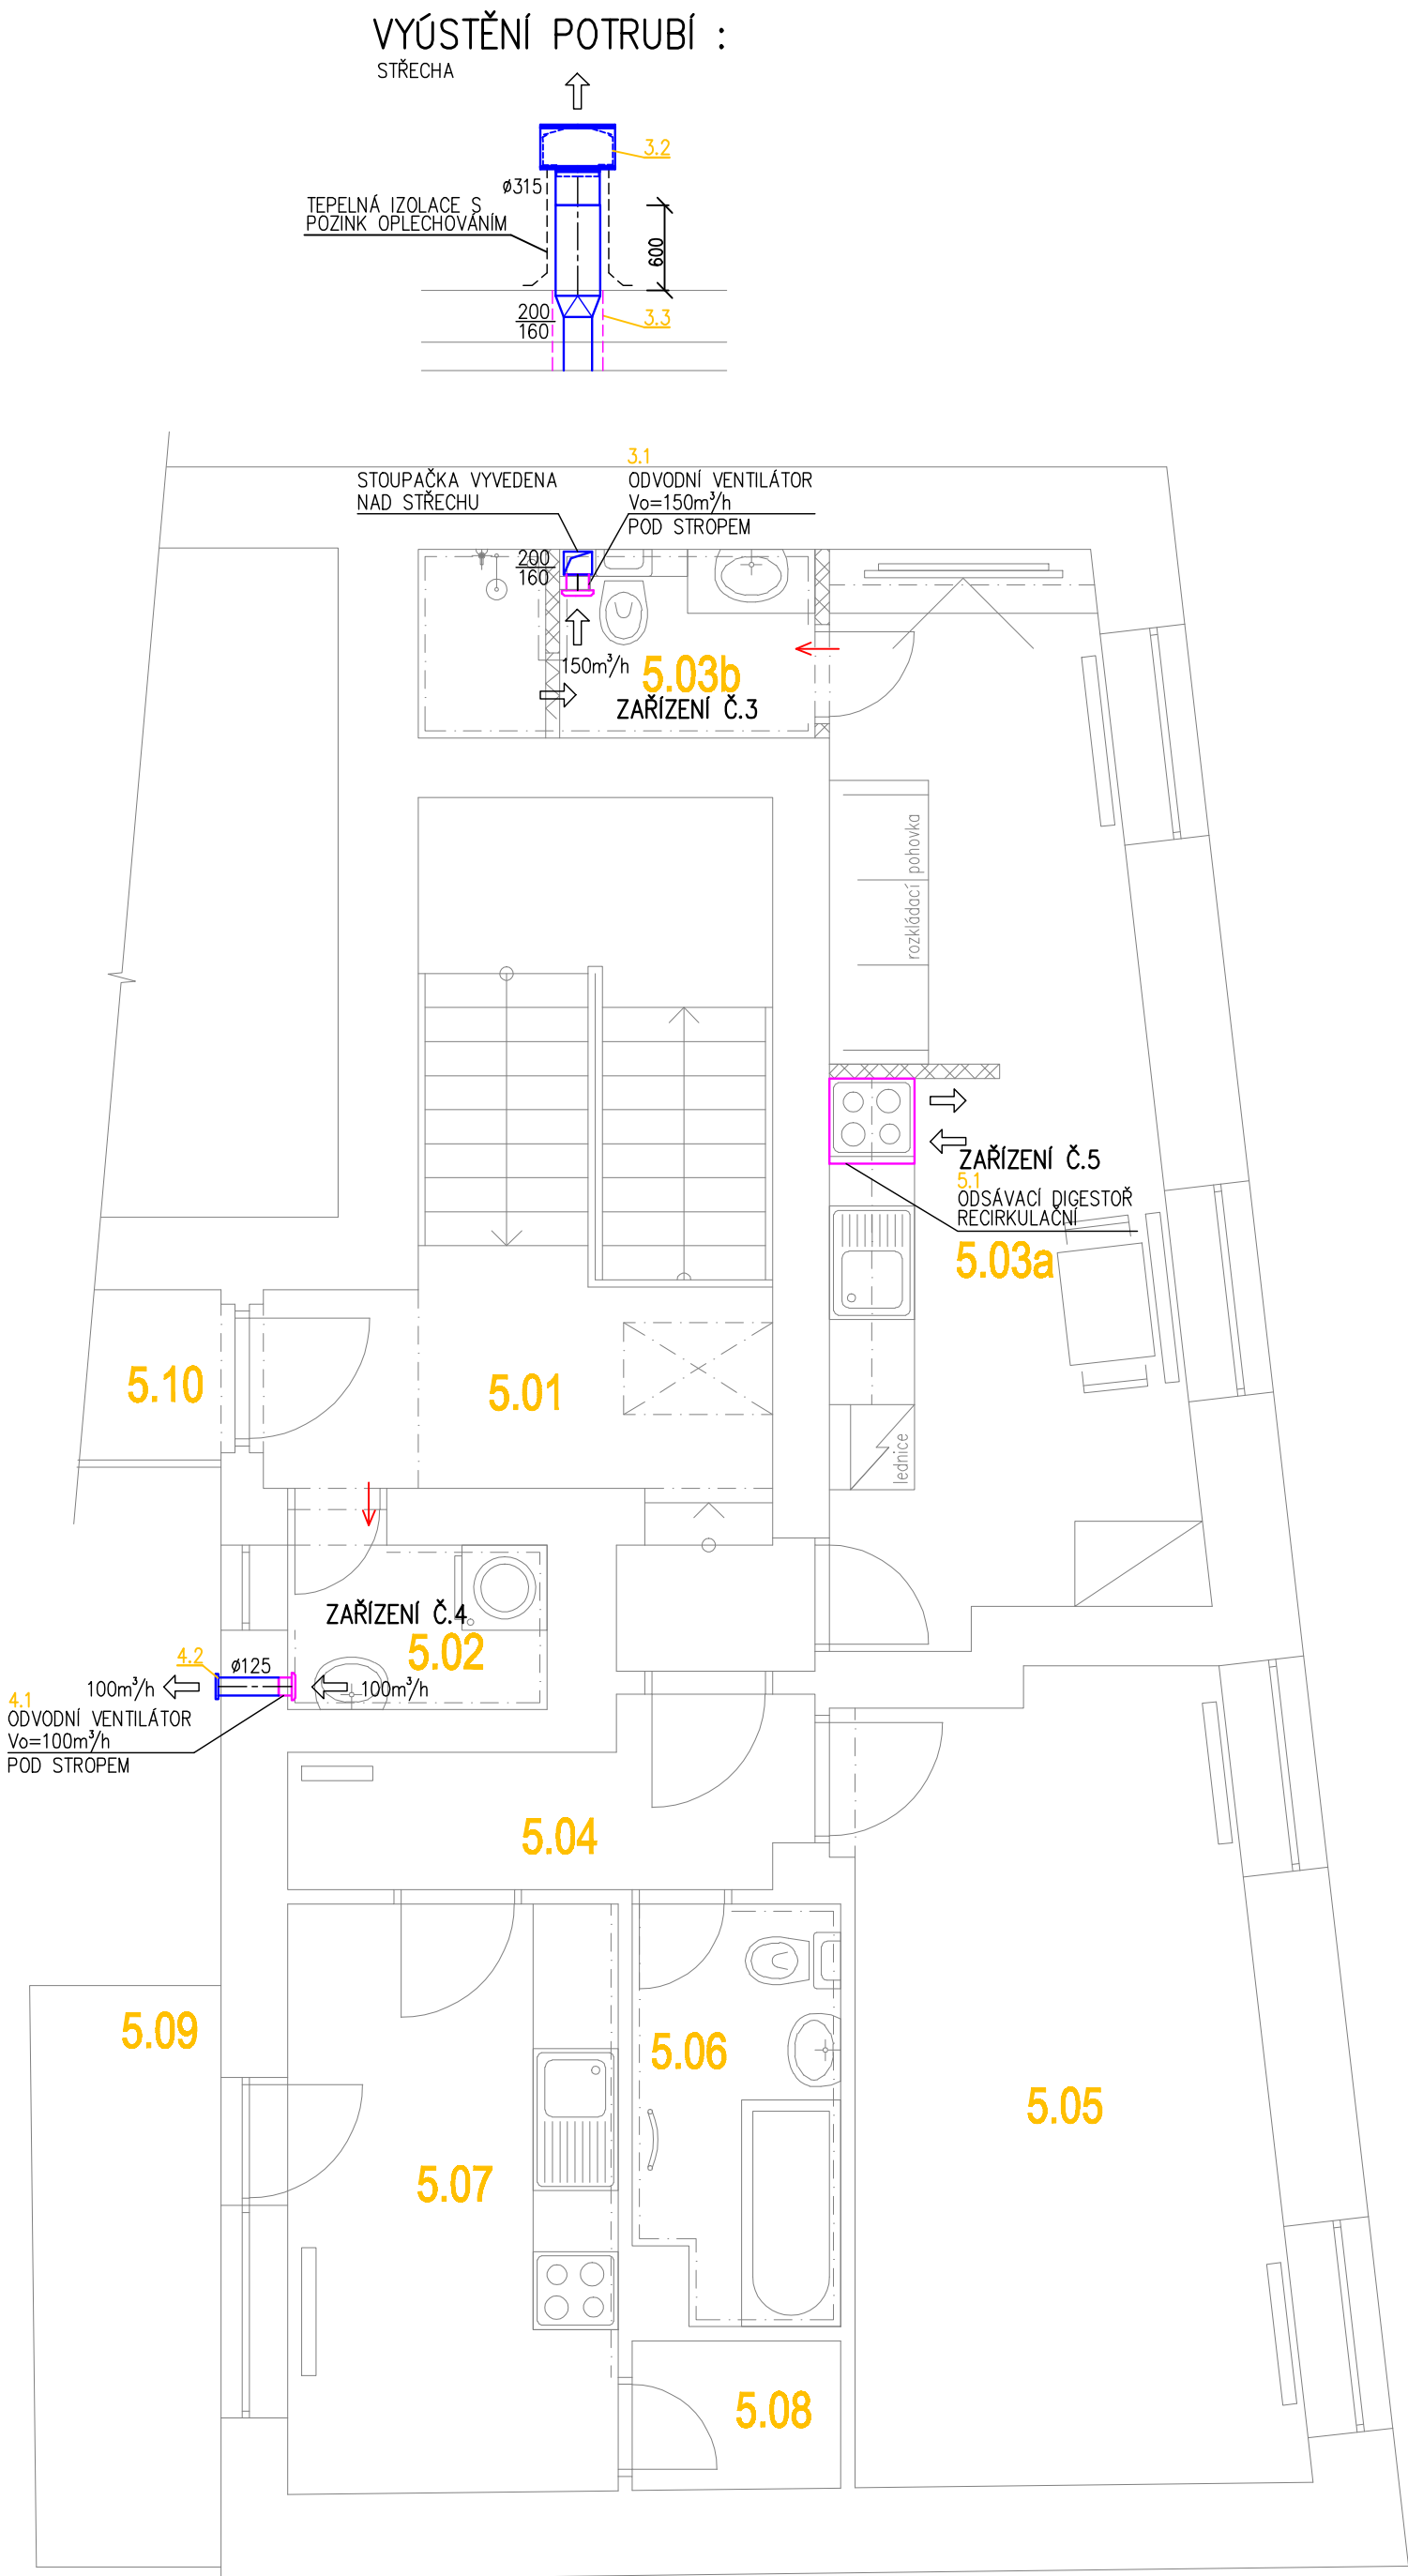 VYÚSTĚNÍ POTRUBÍ :
STŘECHA
3.2
ø315
TEPELNÁ IZOLACE S
POZINK OPLECHOVÁNÍM
600
200
160
3.3
3.1
STOUPAČKA VYVEDENA
NAD STŘECHU
ODVODNÍ VENTILÁTOR
Vo=150m³/h
POD STROPEM
200
160
150m³/h
5.03b
ZAŘÍZENÍ Č.3
rozkládací pohovka
ZAŘÍZENÍ Č.5
5.1
ODSÁVACÍ DIGESTOŘ
RECIRKULAČNÍ
5.03a
5.10
5.01
lednice
ZAŘÍZENÍ Č.4
5.02
4.2
ø125
100m³/h
100m³/h
4.1
ODVODNÍ VENTILÁTOR
Vo=100m³/h
POD STROPEM
5.04
5.09
5.06
5.05
5.07
5.08